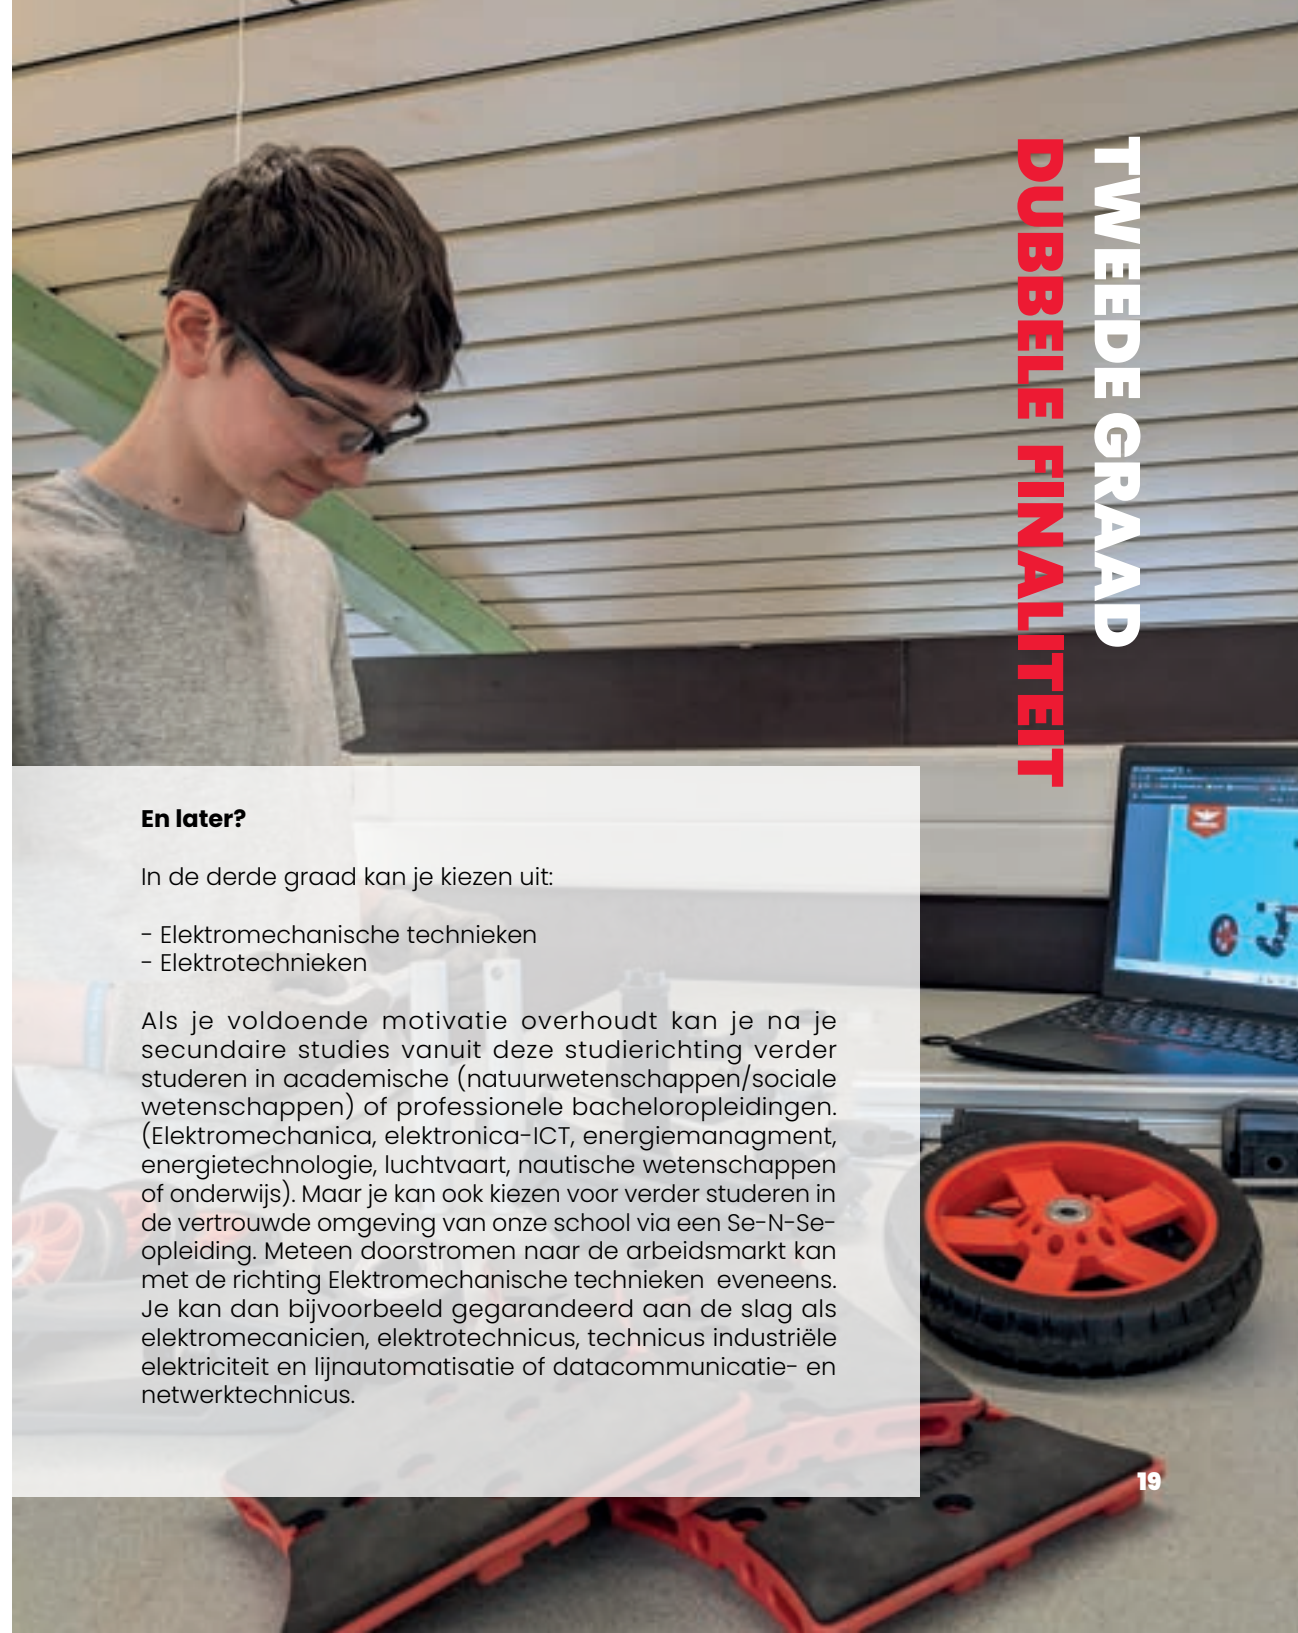 TWEEDE GRAAD
DUBBELE FINALITEIT
En later?
In de derde graad kan je kiezen uit:
- Elektromechanische technieken
- Elektrotechnieken
Als je voldoende motivatie overhoudt kan je na je
secundaire studies vanuit deze studierichting verder
studeren in academische (natuurwetenschappen/sociale
wetenschappen) of professionele bacheloropleidingen.
(Elektromechanica, elektronica-ICT, energiemanagment,
energietechnologie, luchtvaart, nautische wetenschappen
of onderwijs). Maar je kan ook kiezen voor verder studeren in
de vertrouwde omgeving van onze school via een Se-N-Se-
opleiding. Meteen doorstromen naar de arbeidsmarkt kan
met de richting Elektromechanische technieken  eveneens.
Je kan dan bijvoorbeeld gegarandeerd aan de slag als
elektromecanicien, elektrotechnicus, technicus industriële
elektriciteit en lijnautomatisatie of datacommunicatie- en
netwerktechnicus.
19